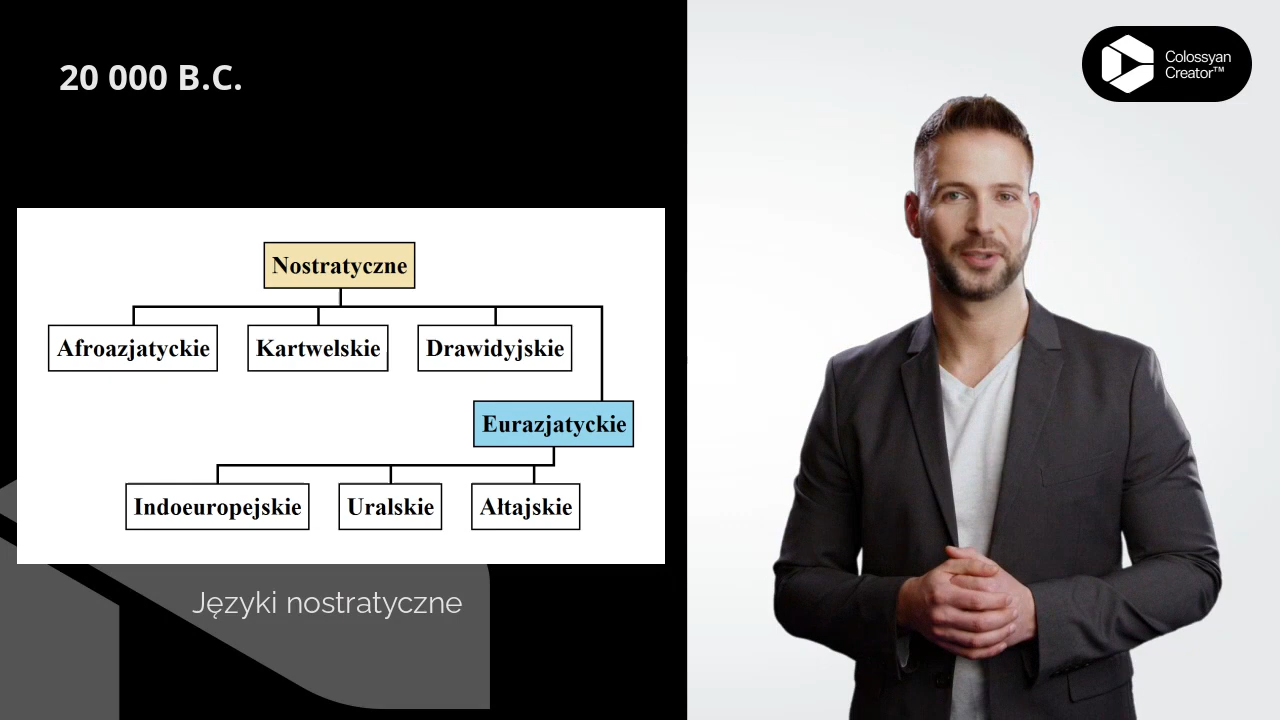 20 000 B.C.
Colossyan
Creator™
Nostratyczne
Afroazjatyckie
Kartwelskie
Drawidyjskie
Eurazjatyckie
Indoeuropejskie
Uralskie
Ałtajskie
Języki nostratyczne